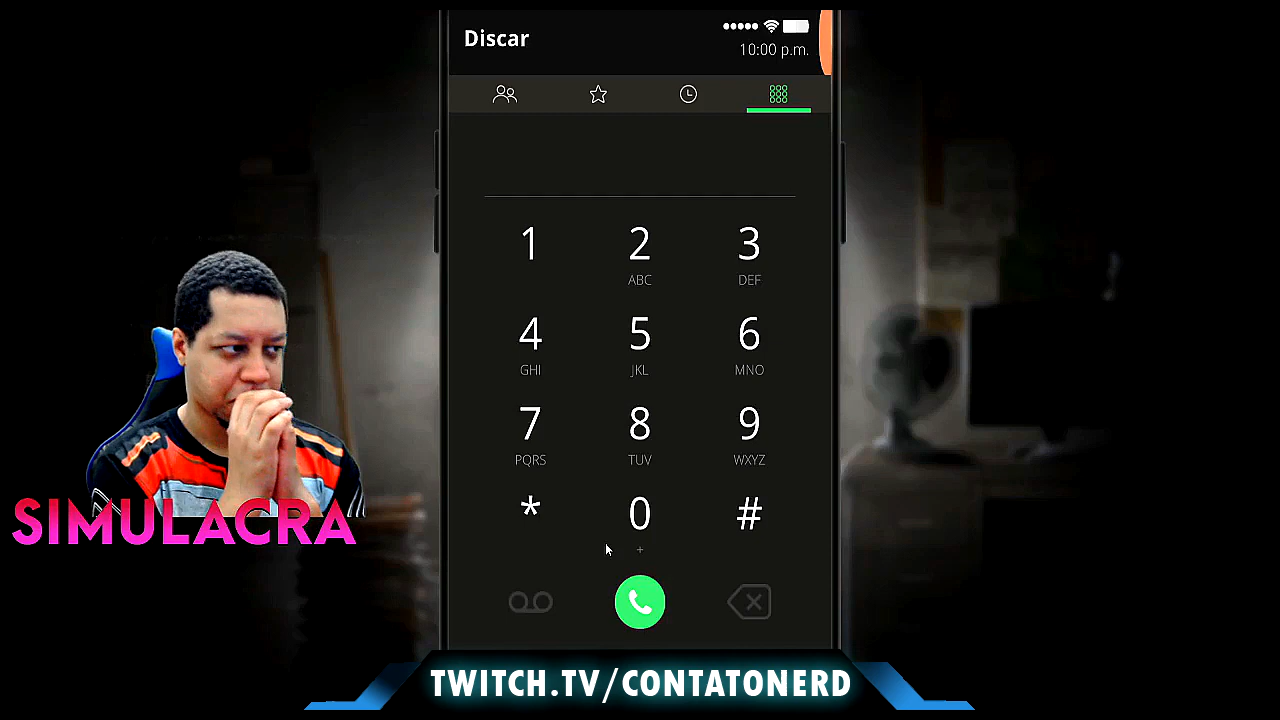 Discar
10:00 p.m.
1
2
3
ABC
DEF
4
5
6
GHI
JKL
MNO
7
8
9
PQRS
TUV
WXYZ
*
0
#
+
SIMULACRA
TWITCH.TV/CONTATONERD